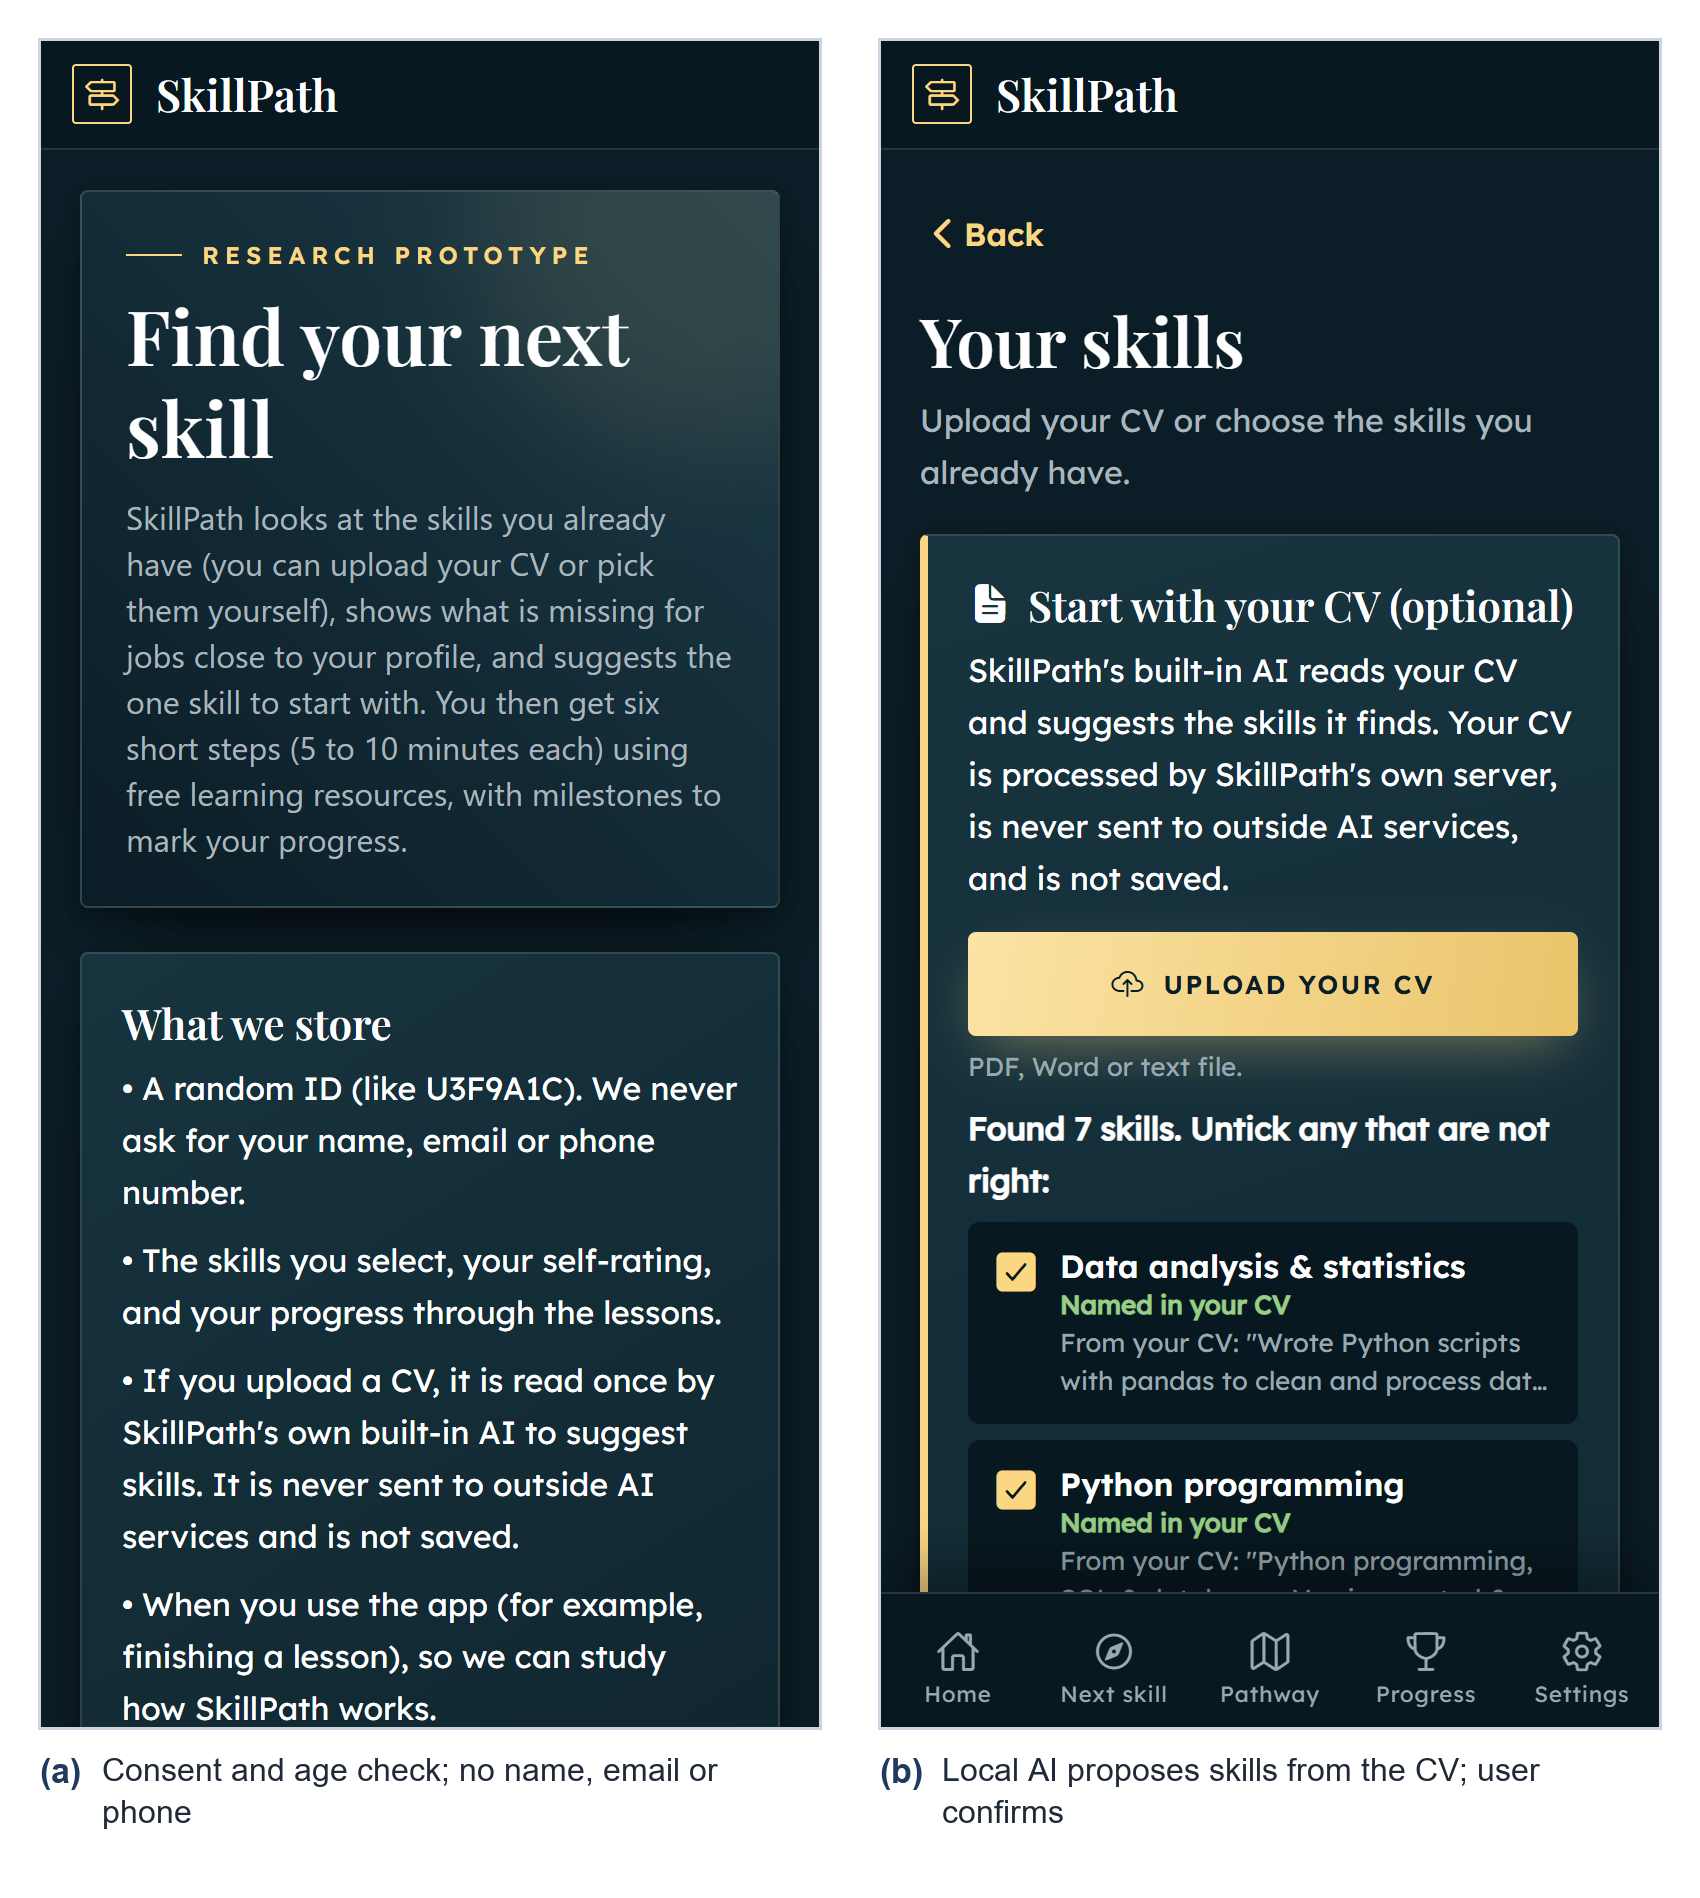 SkillPath
RESEARCH PROTOTYPE
Find your next
skill
SkillPath looks at the skills you already
have (you can upload your CV or pick
them yourself), shows what is missing for
jobs close to your profile, and suggests the
one skill to start with. You then get six
short steps (5 to 10 minutes each) using
free learning resources, with milestones to
mark your progress.
What we store
• A random ID (like U3F9A1C). We never
ask for your name, email or phone
number.
• The skills you select, your self-rating,
and your progress through the lessons.
• If you upload a CV, it is read once by
SkillPath's own built-in AI to suggest
skills. It is never sent to outside AI
services and is not saved.
• When you use the app (for example,
finishing a lesson), so we can study
how SkillPath works.
(a) Consent and age check; no name, email or
phone
SkillPath
Back
Your skills
Upload your CV or choose the skills you
already have.
Start with your CV (optional)
SkillPath's built-in AI reads your CV
and suggests the skills it finds. Your CV
is processed by SkillPath's own server,
is never sent to outside AI services,
and is not saved.
UPLOAD YOUR CV
PDF, Word or text file.
Found 7 skills. Untick any that are not
right:
Data analysis & statistics
Named in your CV
From your CV: "Wrote Python scripts
with pandas to clean and process dat...
Python programming
Named in your CV
From your CV: "Python programming,
Home Next skill Pathway Progress Settings
(b) Local AI proposes skills from the CV; user
confirms